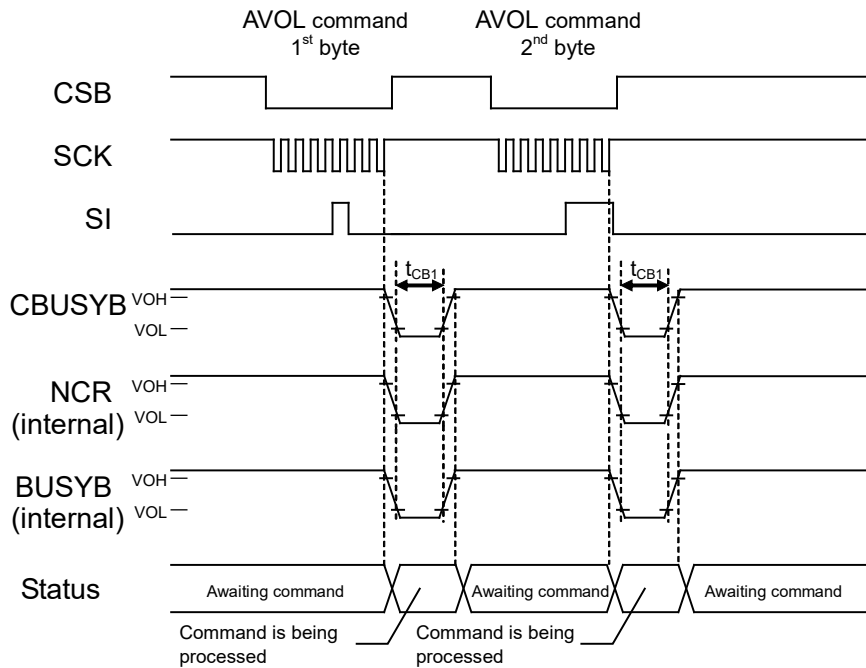 AVOL command
1st byte
AVOL command
2nd byte
CSB
SCK
SI
tCB1
tCB1
CBUSYB
VOH
VOL
NCR
(internal)
VOH
VOL
BUSYB
(internal)
VOH
VOL
Status
Awaiting command
Awaiting command
Awaiting command
Command is being
processed
Command is being
processed